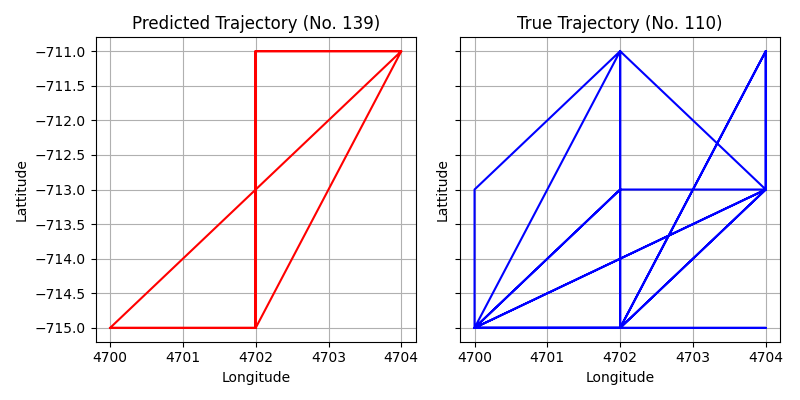 Predicted Trajectory (No. 139)
True Trajectory (No. 110)
Lattitude
−711.0
−711.5
−712.0
−712.5
−713.0
−713.5
−714.0
−714.5
−715.0
4700 4701 4702 4703 4704
Longitude
Lattitude
4700 4701 4702 4703 4704
Longitude